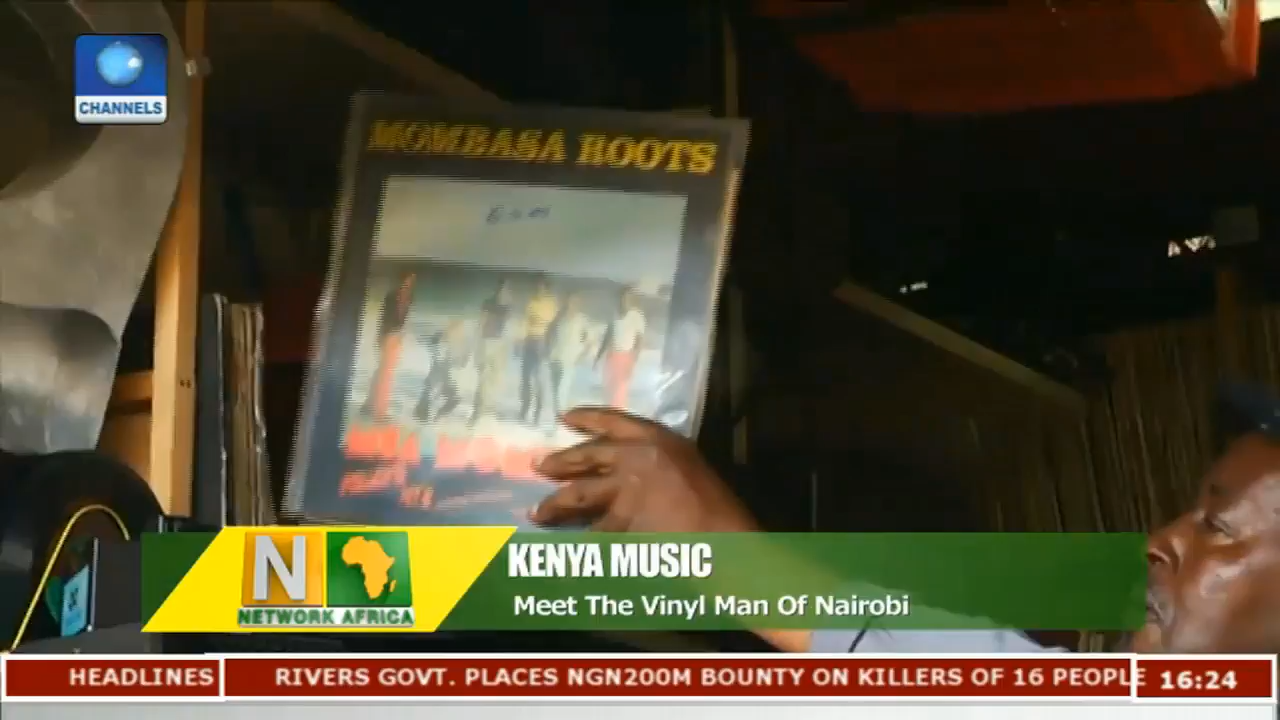 CHANNELS
MOMBASA ROOTS
KENYA MUSIC
Meet The Vinyl Man Of Nairobi
N
NETWORK AFRICA
HEADLINES
RIVERS GOVT. PLACES NGN200M BOUNTY ON KILLERS OF 16 PEOPLE
16:24